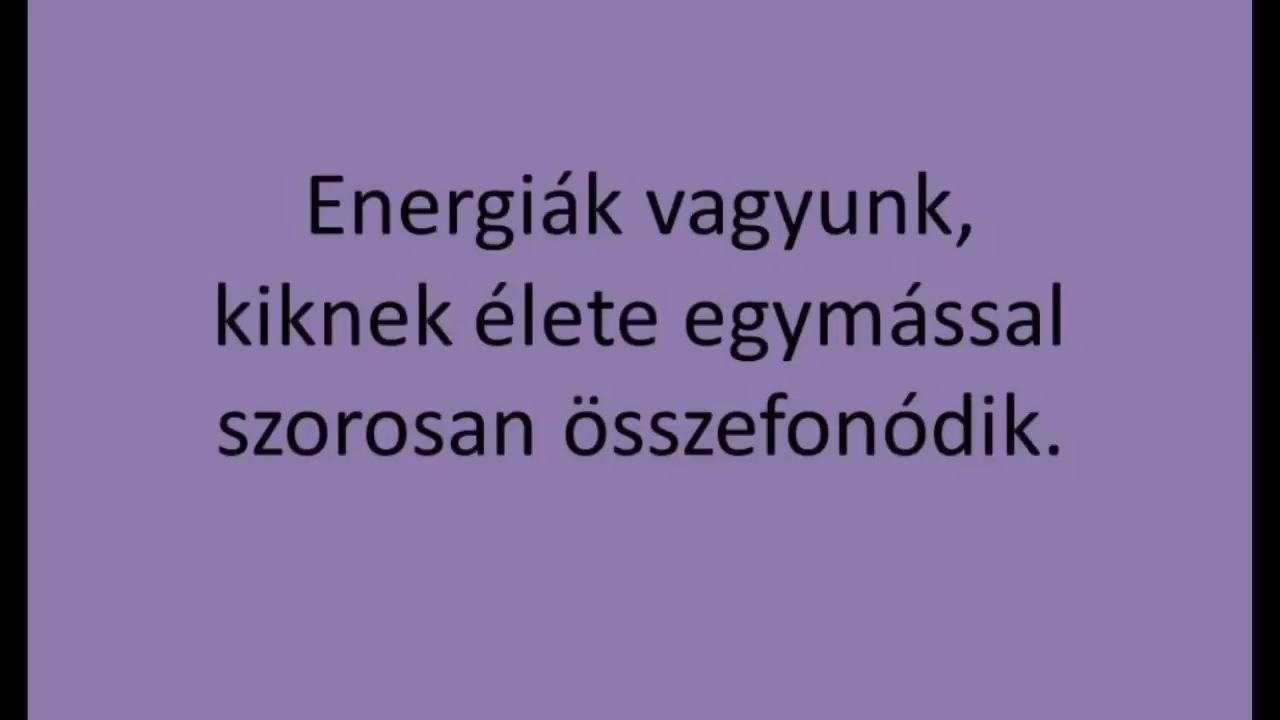 Energiák vagyunk,
kiknek élete egymással
szorosan összefonódik.